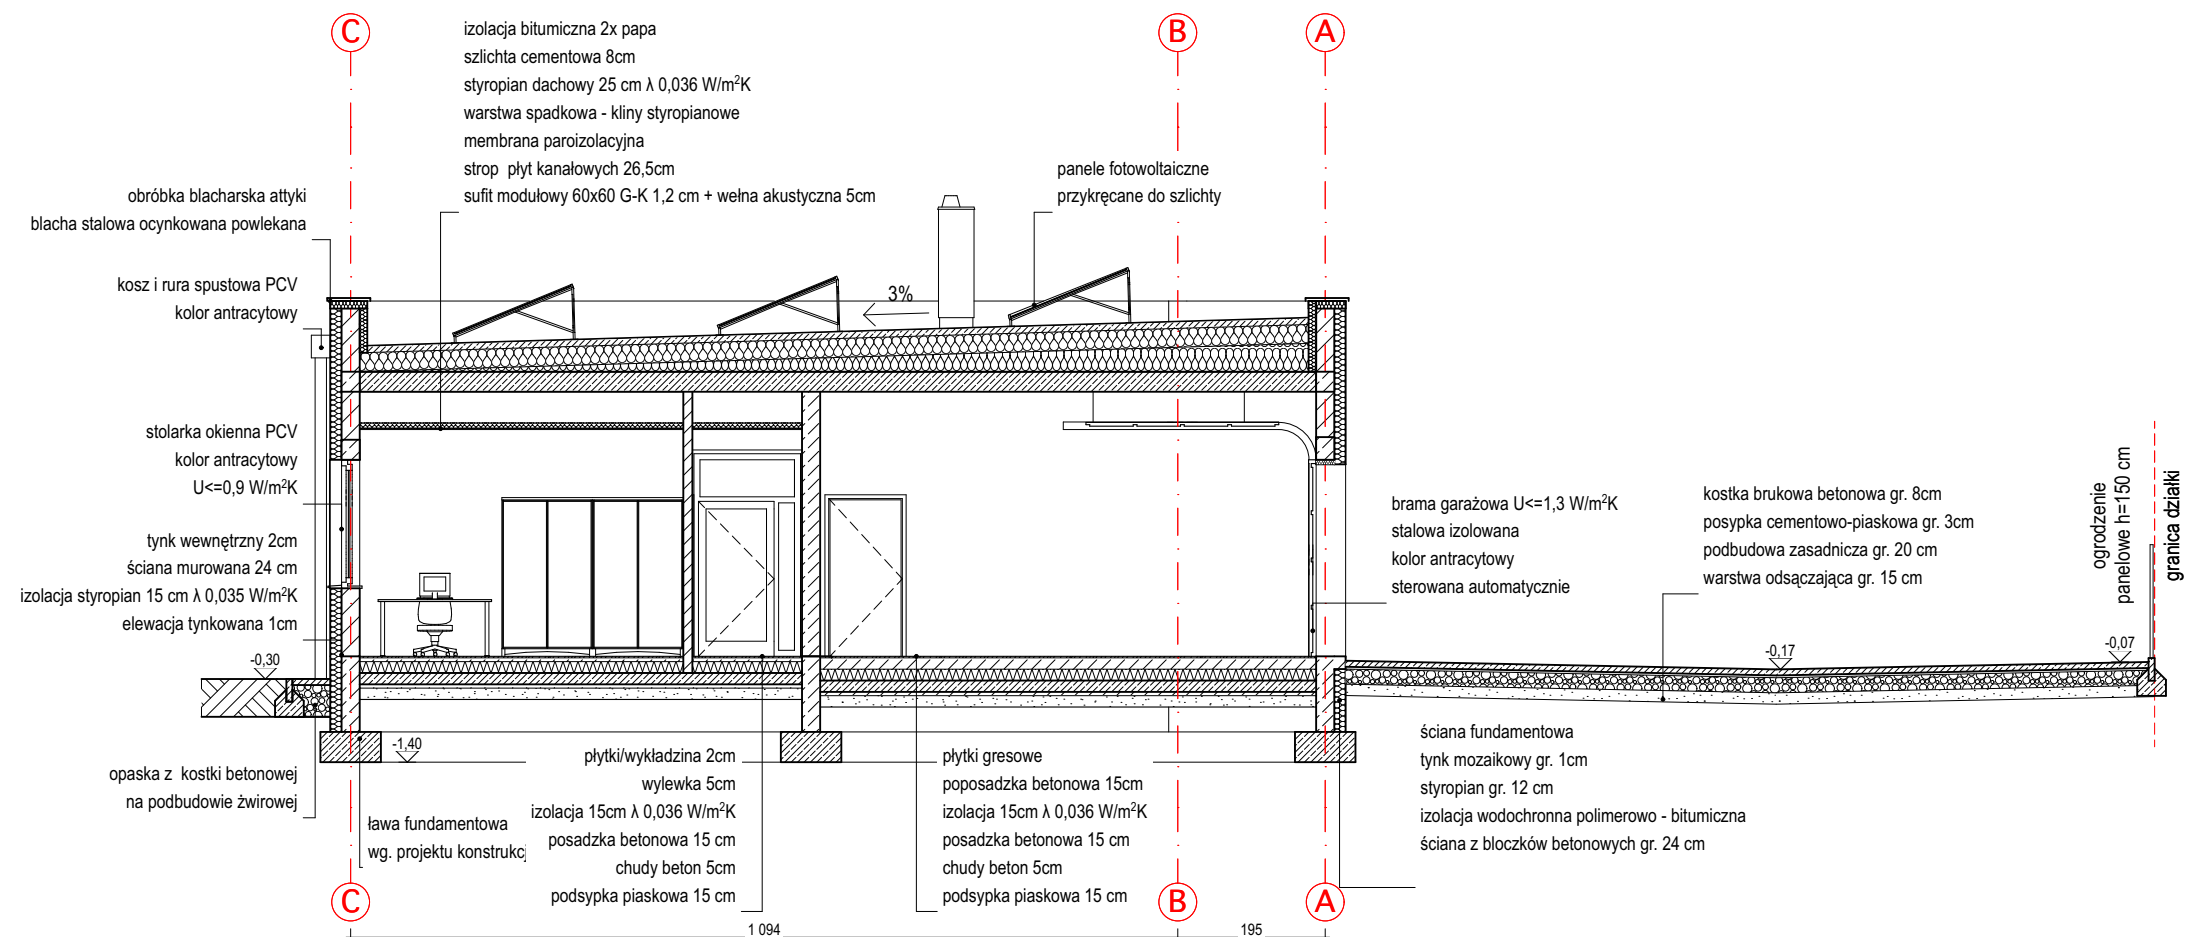 C
B
A
izolacja bitumiczna 2x papa
szlichta cementowa 8cm
styropian dachowy 25 cm λ 0,036 W/m²K
warstwa spadkowa - kliny styropianowe
membrana paroizolacyjna
strop  płyt kanałowych 26,5cm
sufit modułowy 60x60 G-K 1,2 cm + wełna akustyczna 5cm
panele fotowoltaiczne
przykręcane do szlichty
obróbka blacharska attyki
blacha stalowa ocynkowana powlekana
kosz i rura spustowa PCV
kolor antracytowy
3%
stolarka okienna PCV
kolor antracytowy
U<=0,9 W/m²K
tynk wewnętrzny 2cm
ściana murowana 24 cm
izolacja styropian 15 cm λ 0,035 W/m²K
elewacja tynkowana 1cm
-0,30
brama garażowa U<=1,3 W/m²K
stalowa izolowana
kolor antracytowy
sterowana automatycznie
kostka brukowa betonowa gr. 8cm
posypka cementowo-piaskowa gr. 3cm
podbudowa zasadnicza gr. 20 cm
warstwa odsączająca gr. 15 cm
ogrodzenie
panelowe h=150 cm
granica działki
-0,17
-0,07
-1,40
opaska z  kostki betonowej
na podbudowie żwirowej
ława fundamentowa
wg. projektu konstrukcj
płytki/wykładzina 2cm
wylewka 5cm
izolacja 15cm λ 0,036 W/m²K
posadzka betonowa 15 cm
chudy beton 5cm
podsypka piaskowa 15 cm
płytki gresowe
poposadzka betonowa 15cm
izolacja 15cm λ 0,036 W/m²K
posadzka betonowa 15 cm
chudy beton 5cm
podsypka piaskowa 15 cm
ściana fundamentowa
tynk mozaikowy gr. 1cm
styropian gr. 12 cm
izolacja wodochronna polimerowo - bitumiczna
ściana z bloczków betonowych gr. 24 cm
C
B
A
1 094
195